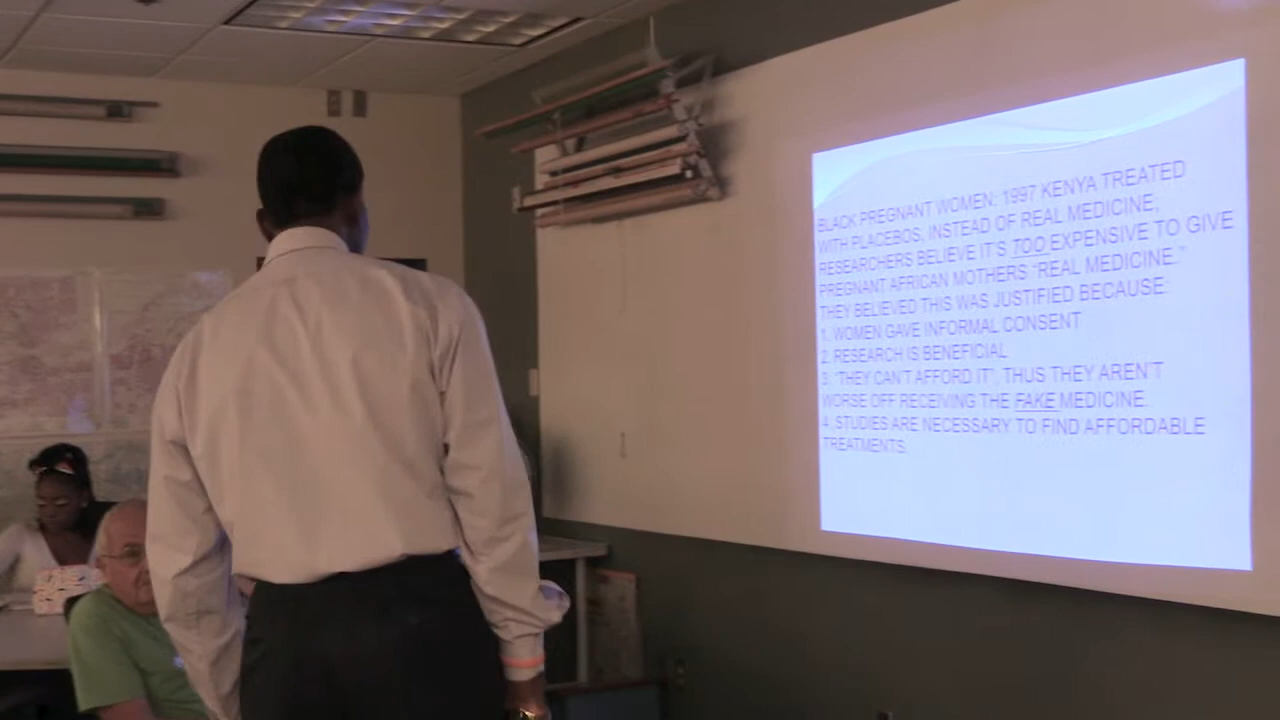 BLACK PREGNANT WOMEN: 1997 KENYA TREATED
WITH PLACEBOS, INSTEAD OF REAL MEDICINE;
RESEARCHERS BELIEVE IT'S TOO EXPENSIVE TO GIVE
PREGNANT AFRICAN MOTHERS "REAL MEDICINE."
THEY BELIEVED THIS WAS JUSTIFIED BECAUSE:
1. WOMEN GAVE INFORMAL CONSENT
2. RESEARCH IS BENEFICIAL
3. "THEY CAN'T AFFORD IT", THUS THEY AREN'T
WORSE OFF RECEIVING THE FAKE MEDICINE.
4. STUDIES ARE NECESSARY TO FIND AFFORDABLE
TREATMENTS.